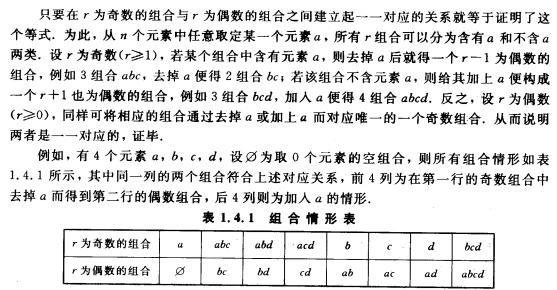 只要在 r 为奇数的组合与 r 为偶数的组合之间建立起一一对应的关系就等于证明了这
个等式. 为此, 从 n 个元素中任意取定某一个元素 a, 所有 r 组合可以分为含有 a 和不含 a
两类. 设 r 为奇数(r≥1), 若某个组合中含有元素 a, 则去掉 a 后就得一个 r－1 为偶数的
组合, 例如 3 组合 abc, 去掉 a 便得 2 组合 bc; 若该组合不含元素 a, 则给其加上 a 便构成
一个 r＋1 也为偶数的组合, 例如 3 组合 bcd, 加入 a 便得 4 组合 abcd. 反之, 设 r 为偶数
(r≥0), 同样可将相应的组合通过去掉 a 或加上 a 而对应唯一的一个奇数组合. 从而说明
两者是一一对应的, 证毕.
例如, 有 4 个元素 a, b, c, d, 设∅为取 0 个元素的空组合, 则所有组合情形如表
1.4.1 所示, 其中同一列的两个组合符合上述对应关系, 前 4 列为在第一行的奇数组合中
去掉 a 而得到第二行的偶数组合, 后 4 列则为加入 a 的情形.
表 1.4.1 组合情形表
r 为奇数的组合 a abc abd acd b c d bcd
r 为偶数的组合 ∅ bc bd cd ab ac ad abcd